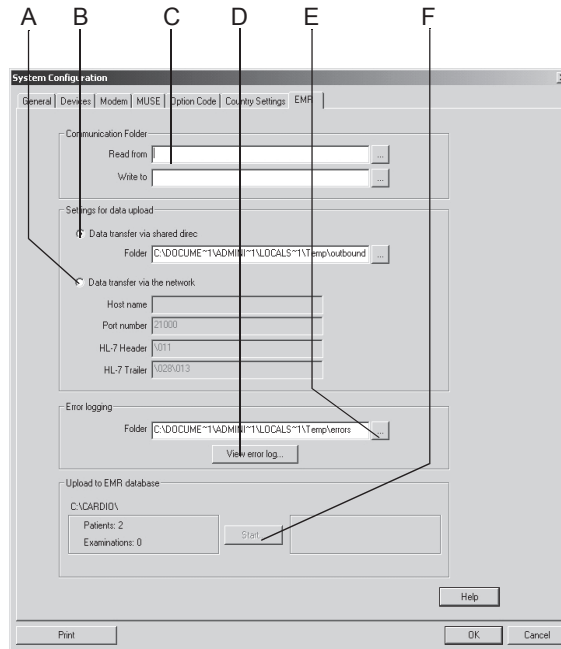 A B C D E F
System Configuration
General Devices Modem MUSE Option Code Country Settings EMR
Communication Folder
Read from ...
Write to ...
Settings for data upload
Data transfer via shared direc
Folder C:\DOCUME~1\ADMINI~1\LOCALS~1\Temp\outbound ...
Data transfer via the network
Host name
Port number 21000
HL-7 Header \011
HL-7 Trailer \028\013
Error logging
Folder C:\DOCUME~1\ADMINI~1\LOCALS~1\Temp\errors ...
View error log...
Upload to EMR database
C:\CARDIO\
Patients: 2
Start
Examinations: 0
Help
Print OK Cancel